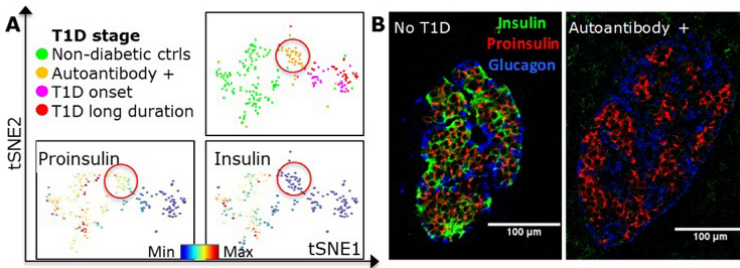 A
T1D stage
Non-diabetic ctrls
Autoantibody +
T1D onset
T1D long duration
tSNE2
Proinsulin
Insulin
Min
Max
tSNE1
B
No T1D
Insulin
Proinsulin
Glucagon
100 µm
Autoantibody +
100 µm